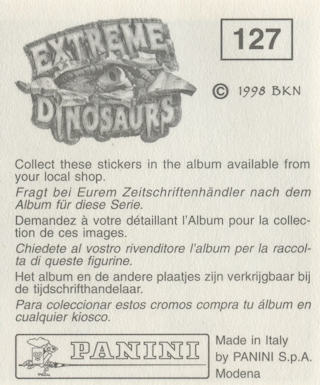 EXTREME
DINOSAURS
127
© 1998 BKN
Collect these stickers in the album available from
your local shop.
Fragt bei Eurem Zeitschriftenhändler nach dem
Album für diese Serie.
Demandez à votre détaillant l'Album pour la collec-
tion de ces images.
Chiedete al vostro rivenditore l'album per la raccol-
ta di queste figurine.
Het album en de andere plaatjes zijn verkrijgbaar bij
de tijdschrifthandelaar.
Para coleccionar estos cromos compra tu álbum en
cualquier kiosco.
PANINI
Made in Italy
by PANINI S.p.A.
Modena